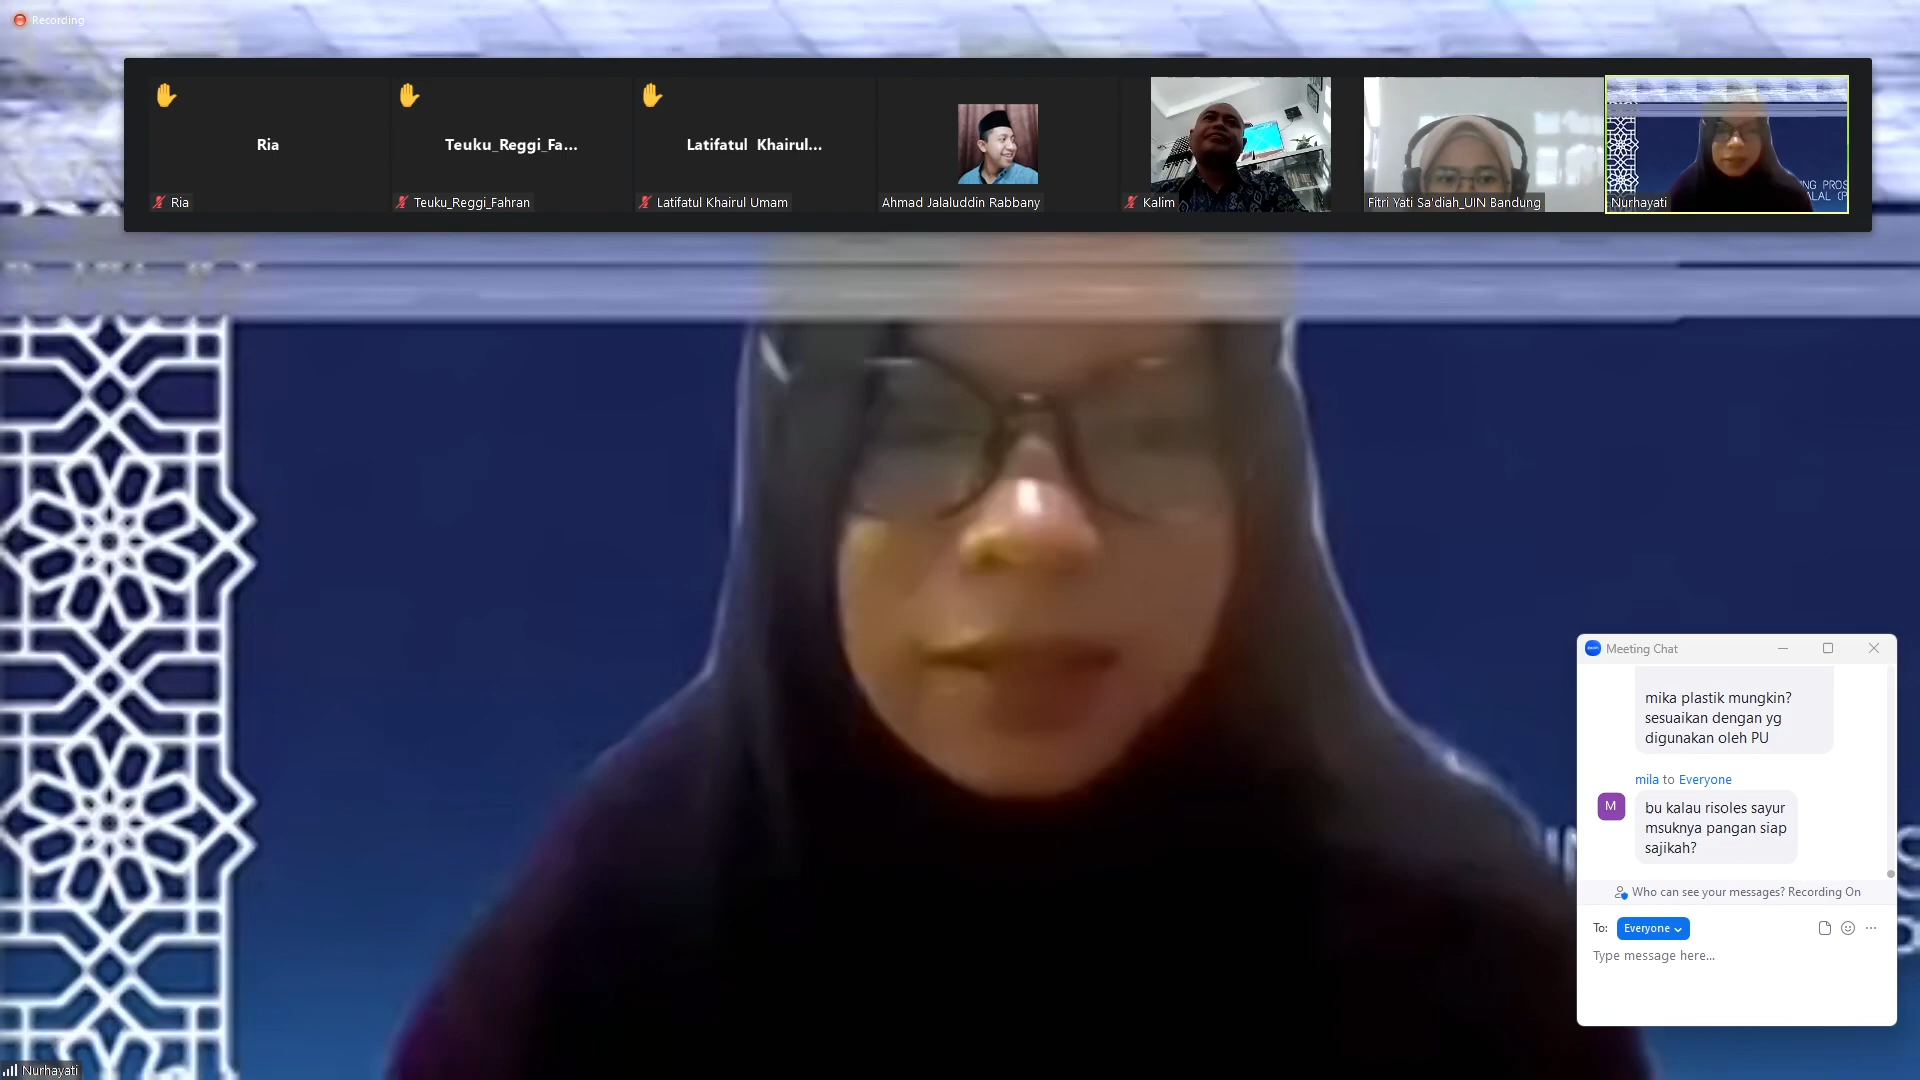 Recording
Ria
Teuku_Reggi_Fa...
Latifatul Khairul...
Ria
Teuku_Reggi_Fahran
Latifatul Khairul Umam
Ahmad Jalaluddin Rabbany
Kalim
Fitri Yati Sa'diah_UIN Bandung
Nurhayati
Meeting Chat
mika plastik mungkin?
sesuaikan dengan yg
digunakan oleh PU
mila to Everyone
M
bu kalau risoles sayur
msuknya pangan siap
sajikah?
Who can see your messages? Recording On
To: Everyone
Type message here...
Nurhayati